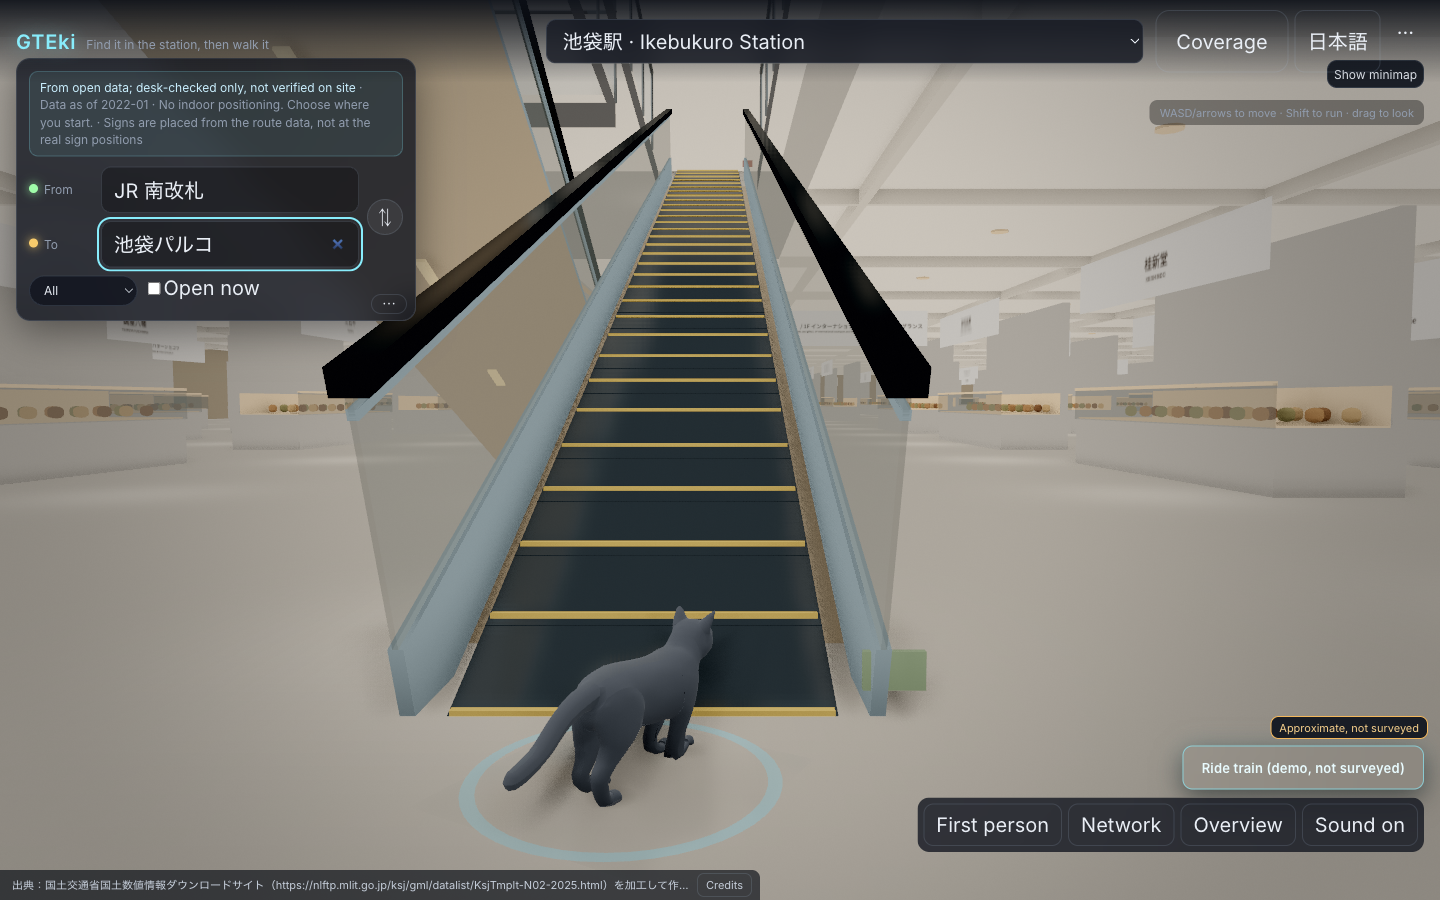 GTEki Find it in the station, then walk it
池袋駅 · Ikebukuro Station
Coverage
日本語
···
Show minimap
WASD/arrows to move · Shift to run · drag to look
From open data; desk-checked only, not verified on site ·
Data as of 2022-01 · No indoor positioning. Choose where
you start. · Signs are placed from the route data, not at the
real sign positions
From
JR 南改札
To
池袋パルコ
All
Open now
···
桂新堂
Approximate, not surveyed
Ride train (demo, not surveyed)
First person
Network
Overview
Sound on
出典：国土交通省国土数値情報ダウンロードサイト（https://nlftp.mlit.go.jp/ksj/gml/datalist/KsjTmplt-N02-2025.html）を加工して作...
Credits